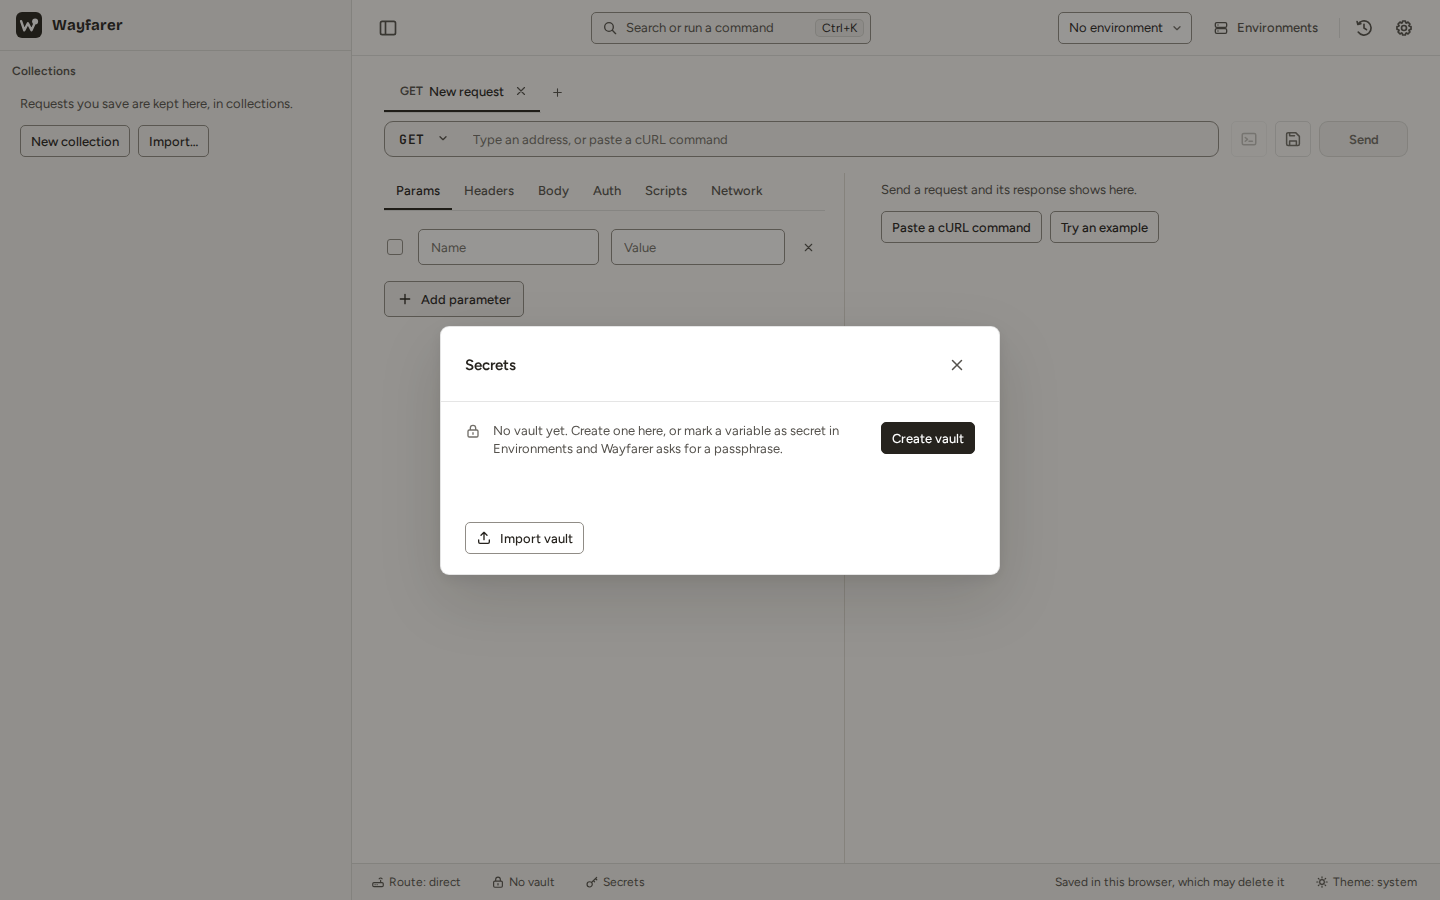 Wayfarer
Search or run a command
Ctrl+K
No environment
Environments
Collections
Requests you save are kept here, in collections.
New collection
Import...
GET New request
GET
Type an address, or paste a cURL command
Send
Params
Headers
Body
Auth
Scripts
Network
Name
Value
Add parameter
Send a request and its response shows here.
Paste a cURL command
Try an example
Secrets
No vault yet. Create one here, or mark a variable as secret in
Environments and Wayfarer asks for a passphrase.
Create vault
Import vault
Route: direct
No vault
Secrets
Saved in this browser, which may delete it
Theme: system